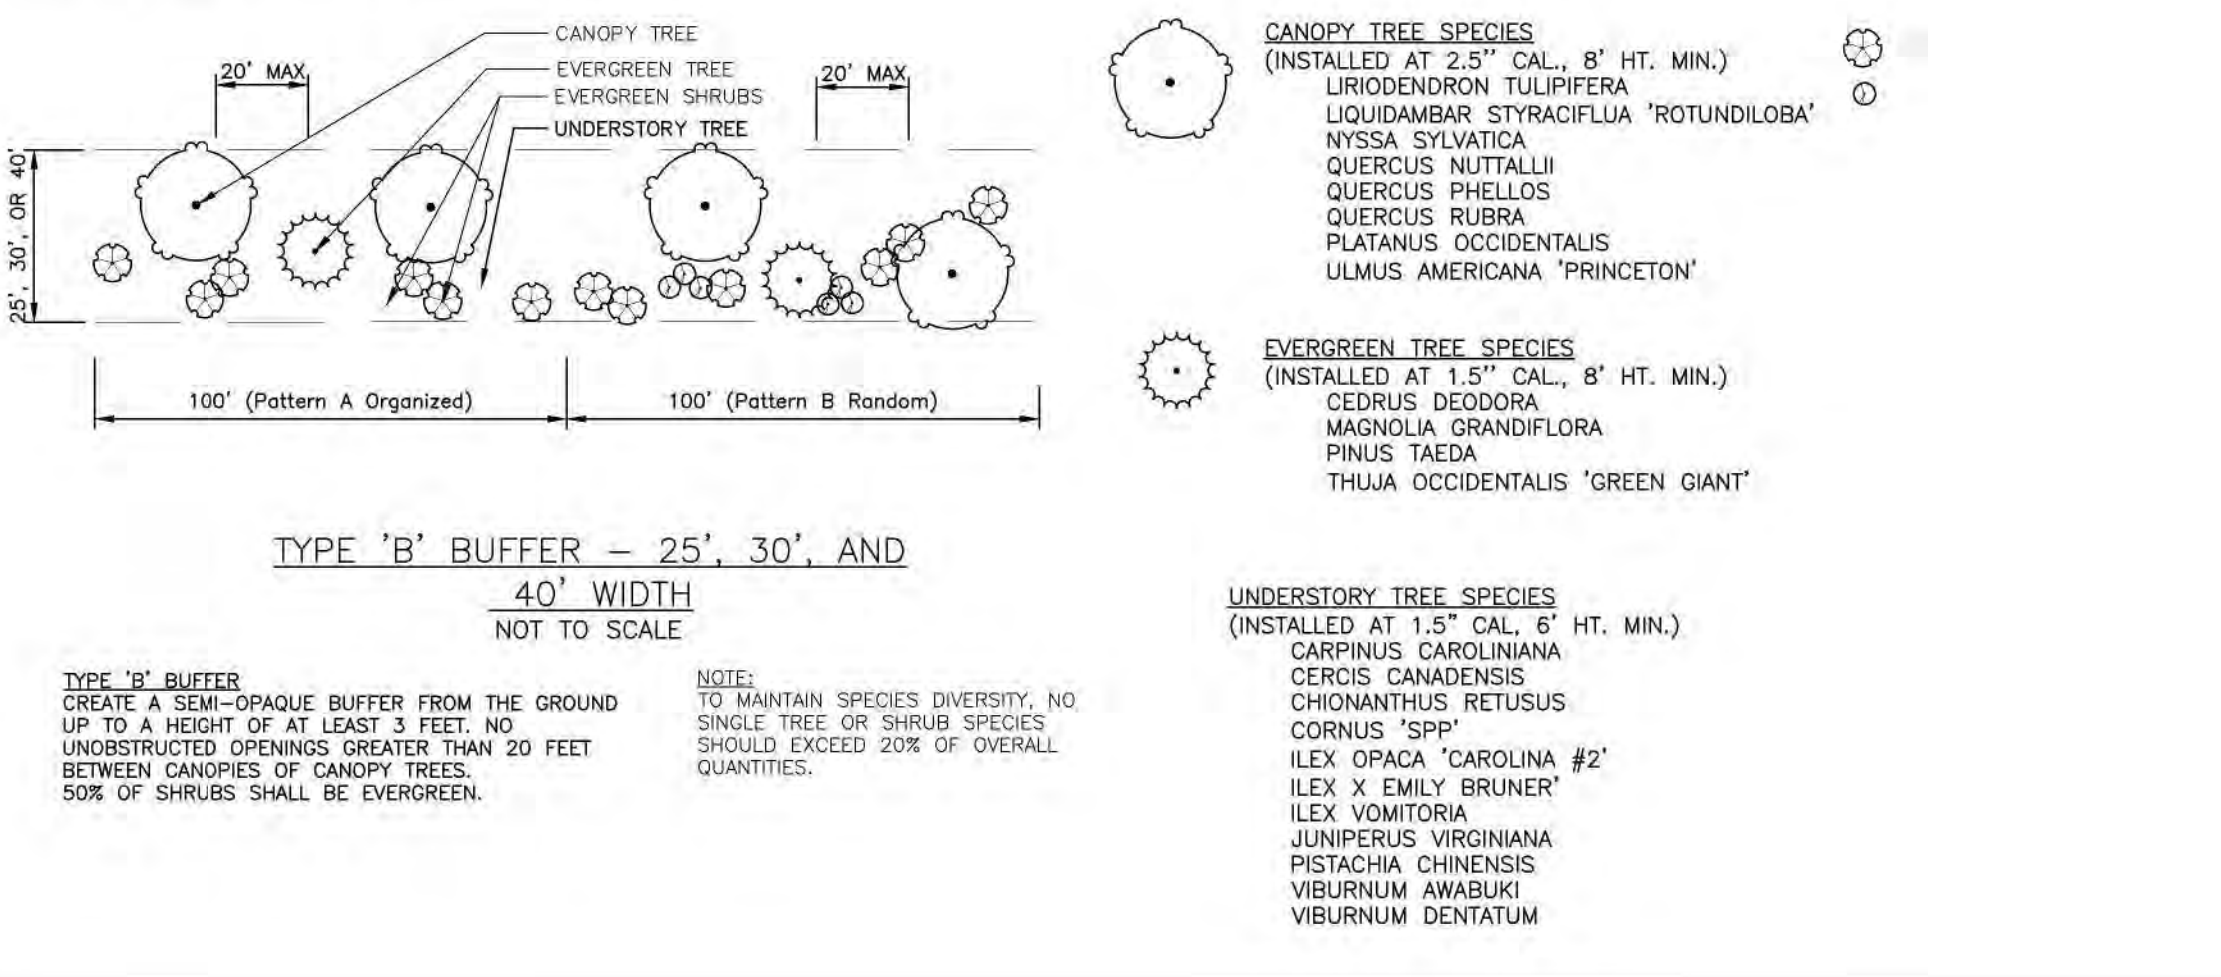 CANOPY TREE
EVERGREEN TREE
EVERGREEN SHRUBS
UNDERSTORY TREE
20' MAX
20' MAX
25', 30', OR 40'
100' (Pattern A Organized)
100' (Pattern B Random)
TYPE 'B' BUFFER – 25', 30', AND
40' WIDTH
NOT TO SCALE
TYPE 'B' BUFFER
CREATE A SEMI–OPAQUE BUFFER FROM THE GROUND
UP TO A HEIGHT OF AT LEAST 3 FEET. NO
UNOBSTRUCTED OPENINGS GREATER THAN 20 FEET
BETWEEN CANOPIES OF CANOPY TREES.
50% OF SHRUBS SHALL BE EVERGREEN.
NOTE:
TO MAINTAIN SPECIES DIVERSITY, NO
SINGLE TREE OR SHRUB SPECIES
SHOULD EXCEED 20% OF OVERALL
QUANTITIES.
CANOPY TREE SPECIES
(INSTALLED AT 2.5'' CAL., 8' HT. MIN.)
LIRIODENDRON TULIPIFERA
LIQUIDAMBAR STYRACIFLUA 'ROTUNDILOBA'
NYSSA SYLVATICA
QUERCUS NUTTALLII
QUERCUS PHELLOS
QUERCUS RUBRA
PLATANUS OCCIDENTALIS
ULMUS AMERICANA 'PRINCETON'
EVERGREEN TREE SPECIES
(INSTALLED AT 1.5'' CAL., 8' HT. MIN.)
CEDRUS DEODORA
MAGNOLIA GRANDIFLORA
PINUS TAEDA
THUJA OCCIDENTALIS 'GREEN GIANT'
UNDERSTORY TREE SPECIES
(INSTALLED AT 1.5" CAL, 6' HT. MIN.)
CARPINUS CAROLINIANA
CERCIS CANADENSIS
CHIONANTHUS RETUSUS
CORNUS 'SPP'
ILEX OPACA 'CAROLINA #2'
ILEX X EMILY BRUNER'
ILEX VOMITORIA
JUNIPERUS VIRGINIANA
PISTACHIA CHINENSIS
VIBURNUM AWABUKI
VIBURNUM DENTATUM